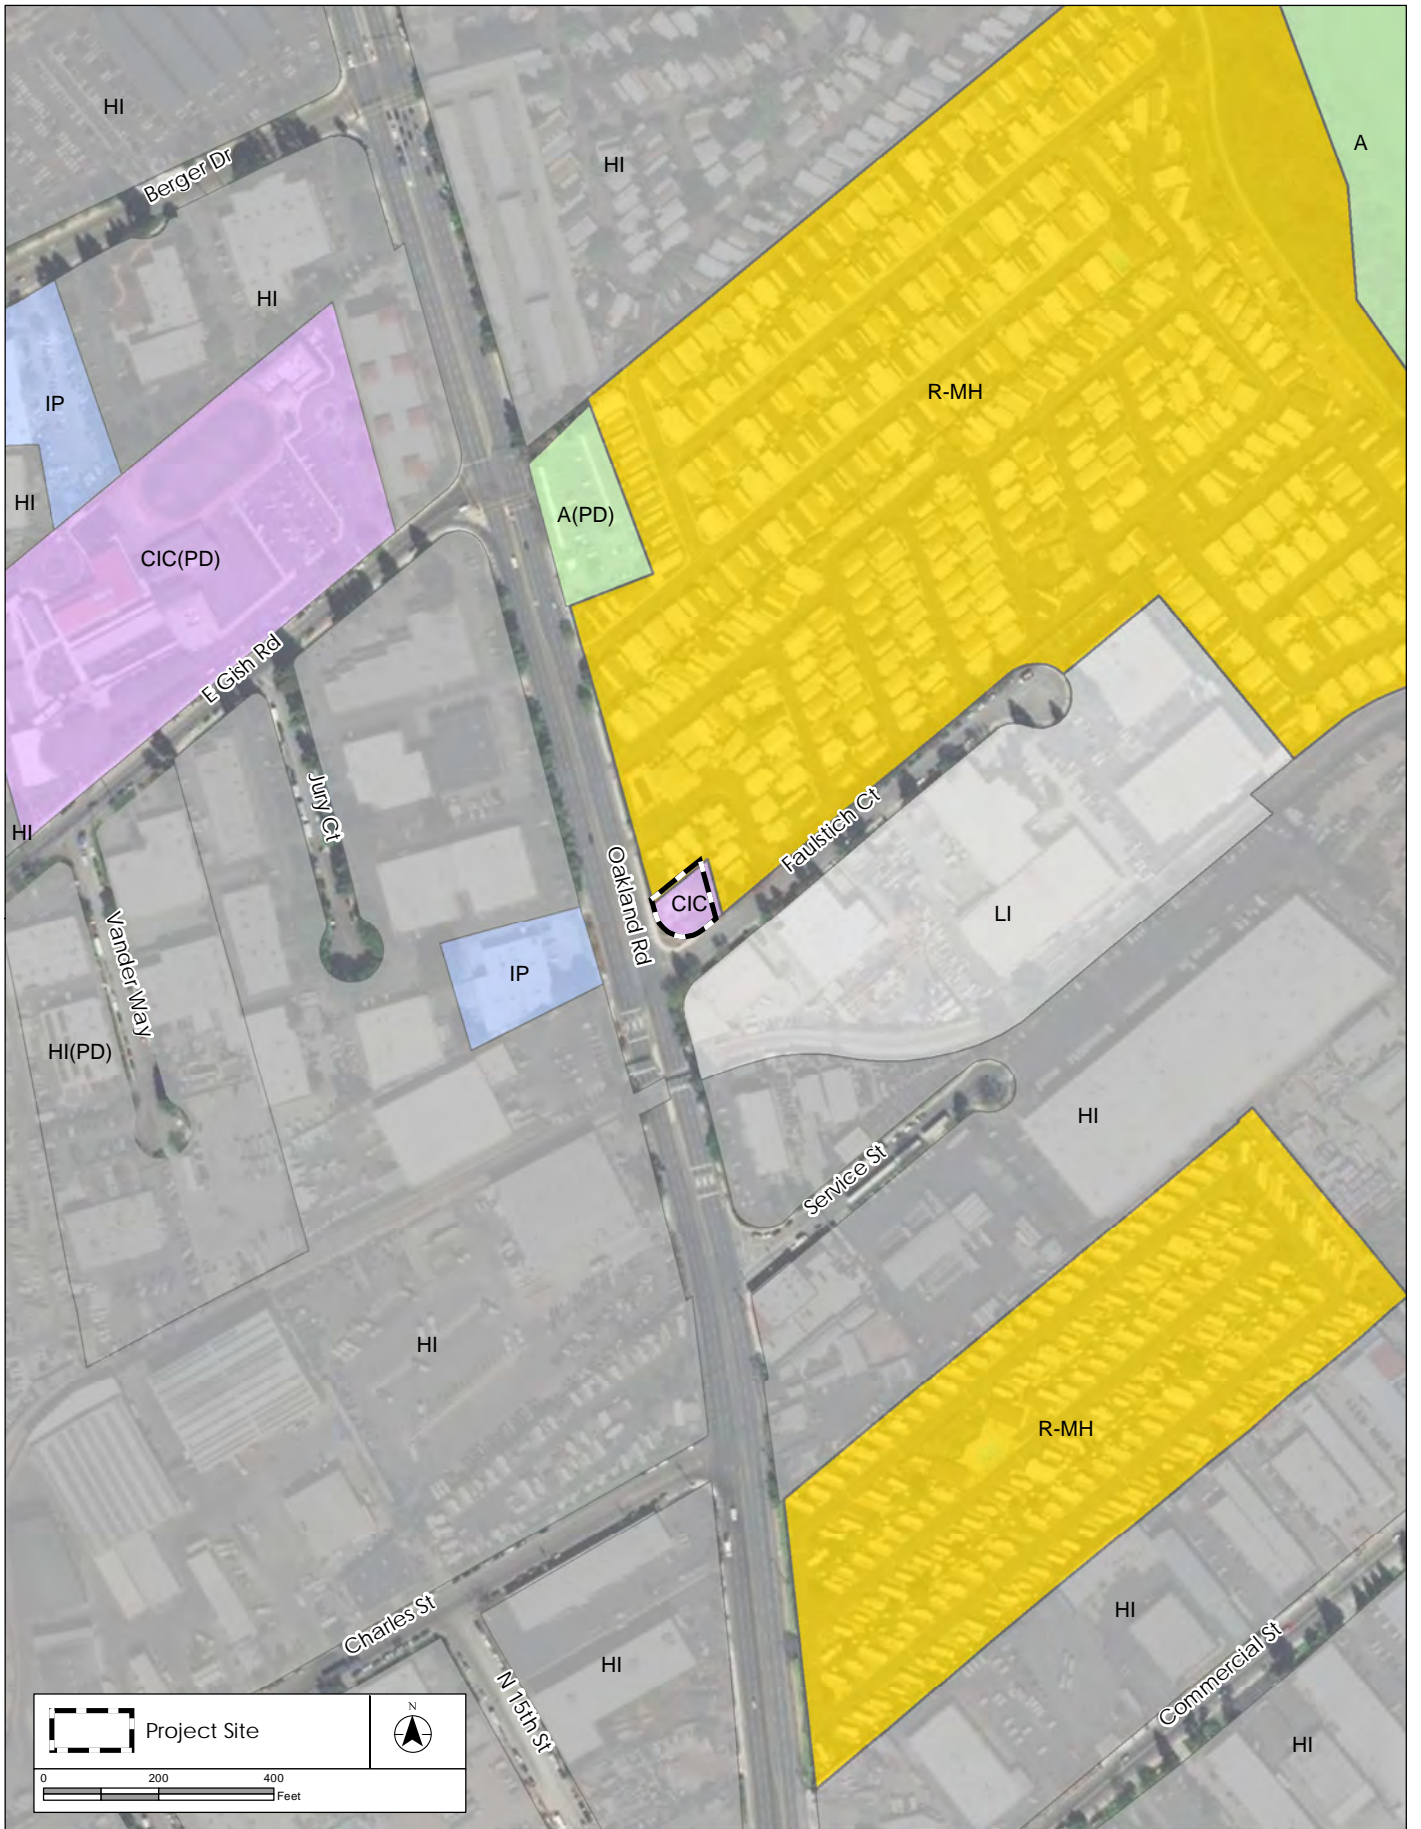 HI
A
Berger Dr
HI
HI
IP
R-MH
HI
A(PD)
CIC(PD)
E Gish Rd
Jury Ct
HI
Faulstich Ct
Oakland Rd
CIC
LI
Vander Way
IP
HI(PD)
HI
Service St
HI
R-MH
Charles St
HI
HI
N 15th St
Commercial St
HI
Project Site
N
0 200 400
Feet